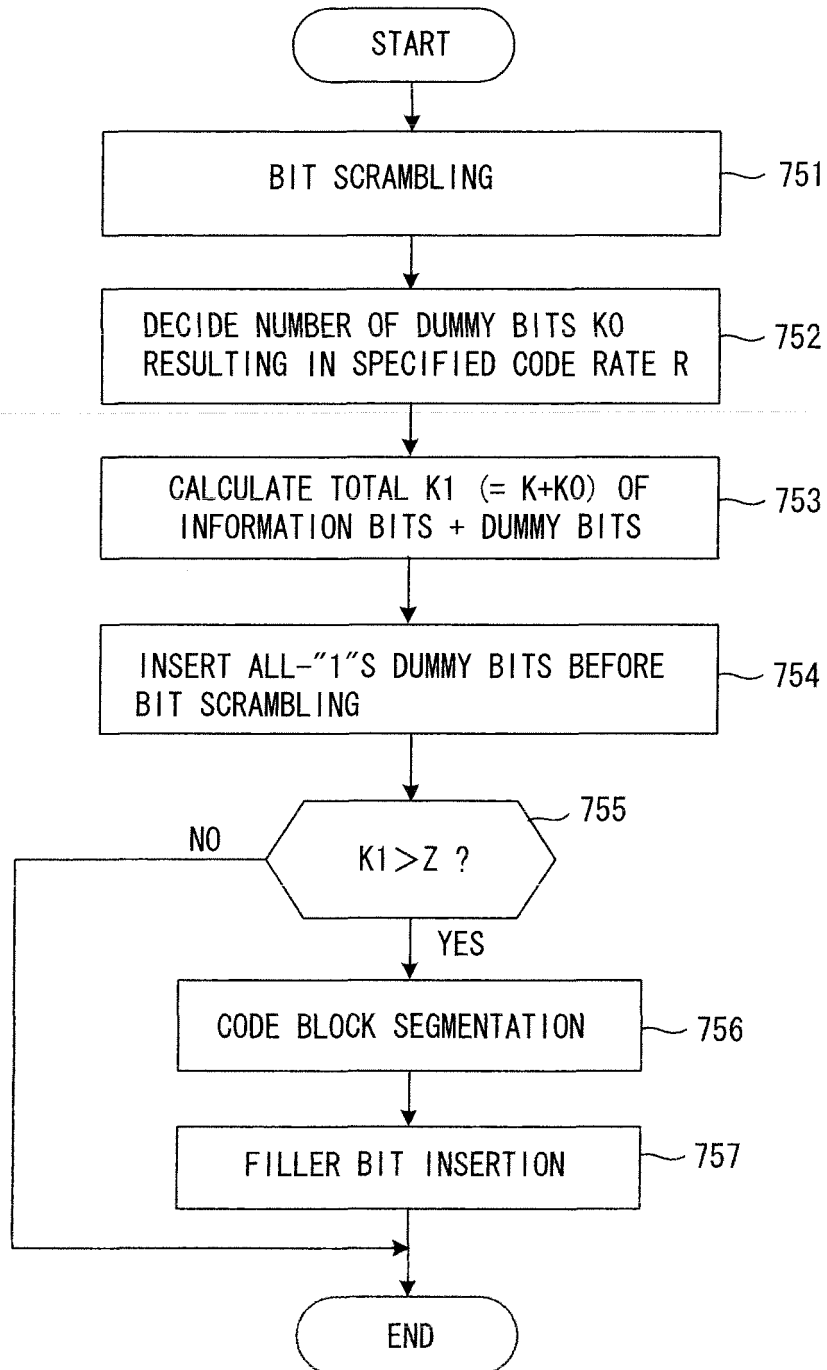 START
BIT SCRAMBLING
751
DECIDE NUMBER OF DUMMY BITS K0
RESULTING IN SPECIFIED CODE RATE R
752
CALCULATE TOTAL K1 (= K+K0) OF
INFORMATION BITS + DUMMY BITS
753
INSERT ALL-"1"S DUMMY BITS BEFORE
BIT SCRAMBLING
754
755
NO
K1>Z ?
YES
CODE BLOCK SEGMENTATION
756
FILLER BIT INSERTION
757
END